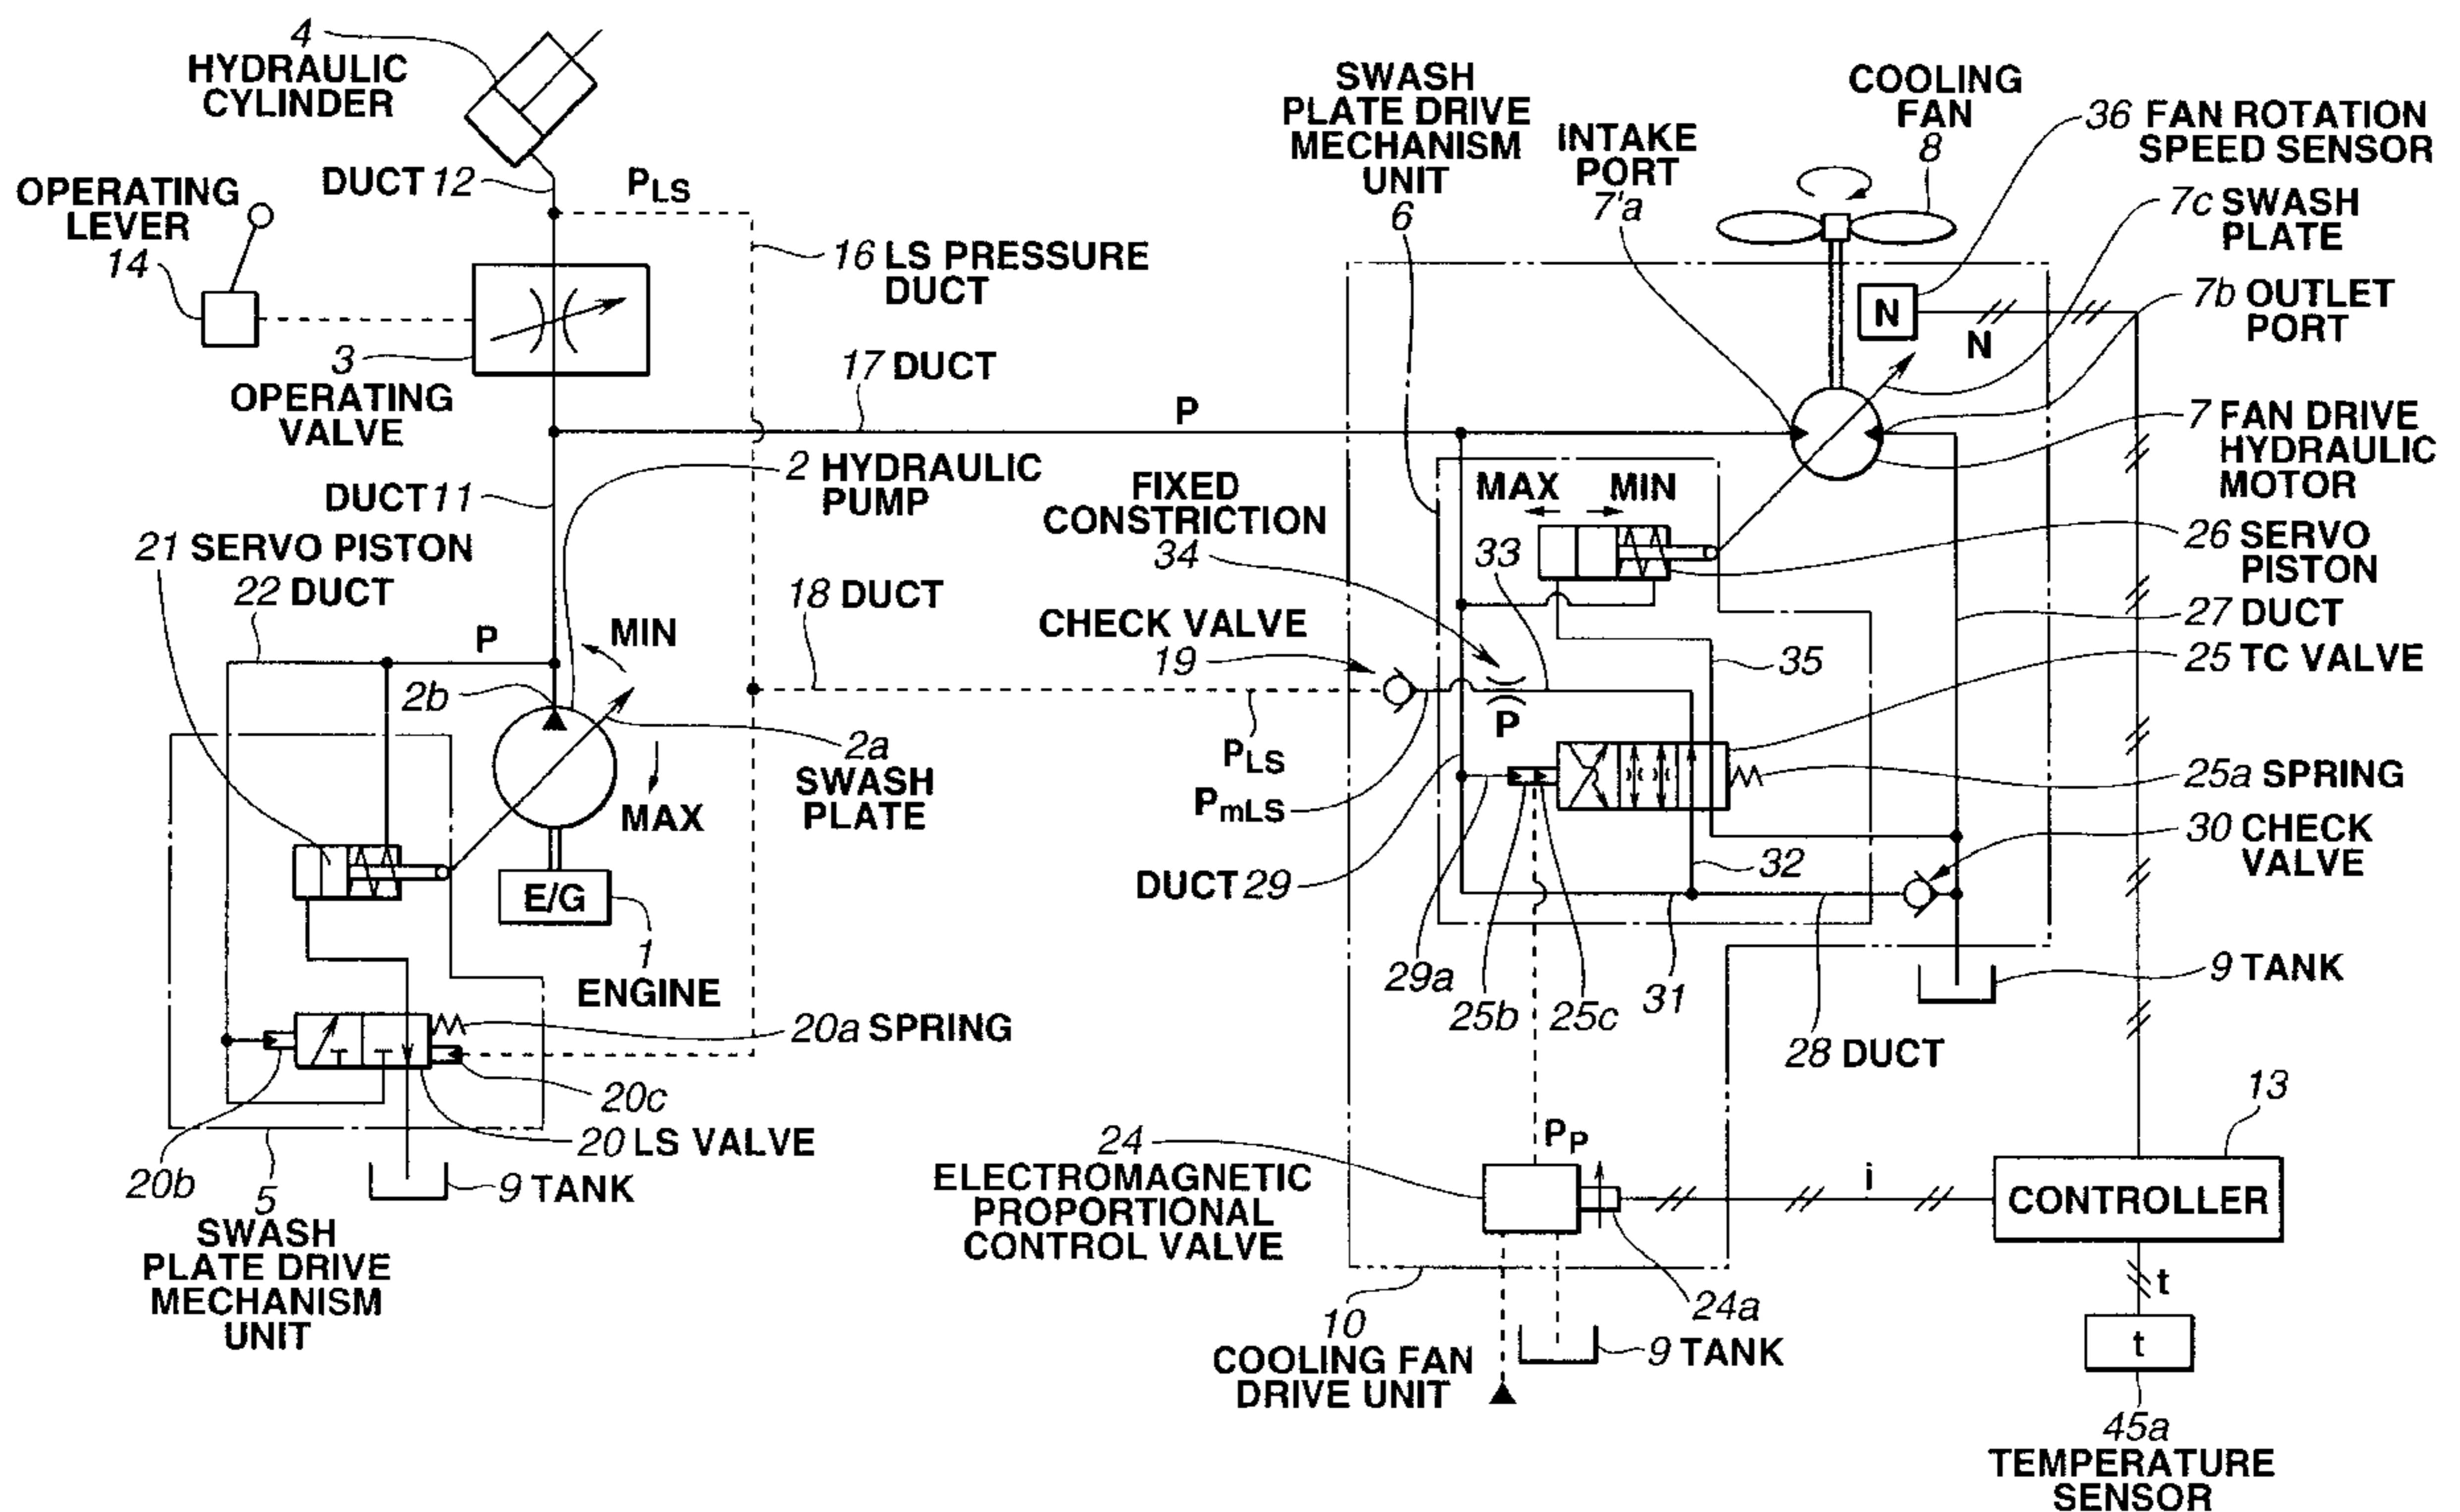 4
HYDRAULIC
CYLINDER
DUCT 12
PLS
OPERATING
LEVER
14
16 LS PRESSURE
DUCT
3
OPERATING
VALVE
17 DUCT
P
2 HYDRAULIC
PUMP
DUCT 11
21 SERVO PISTON
22 DUCT
P
MIN
2b
18 DUCT
2a
SWASH
PLATE
MAX
E/G
1
ENGINE
20a SPRING
20c
20 LS VALVE
20b
5
SWASH
PLATE DRIVE
MECHANISM
UNIT
9 TANK
SWASH
PLATE DRIVE
MECHANISM
UNIT
6
INTAKE
PORT
7'a
COOLING
FAN
8
36 FAN ROTATION
SPEED SENSOR
7c SWASH
PLATE
7b OUTLET
PORT
N
N
7 FAN DRIVE
HYDRAULIC
MOTOR
FIXED
CONSTRICTION
34
MAX
MIN
33
26 SERVO
PISTON
27 DUCT
CHECK VALVE
19
35
25 TC VALVE
P
PLS
PmLS
25a SPRING
30 CHECK
VALVE
DUCT 29
32
29a
25b
25c
31
28 DUCT
9 TANK
13
CONTROLLER
24
ELECTROMAGNETIC
PROPORTIONAL
CONTROL VALVE
PP
i
24a
t
t
10
COOLING FAN
DRIVE UNIT
9 TANK
45a
TEMPERATURE
SENSOR